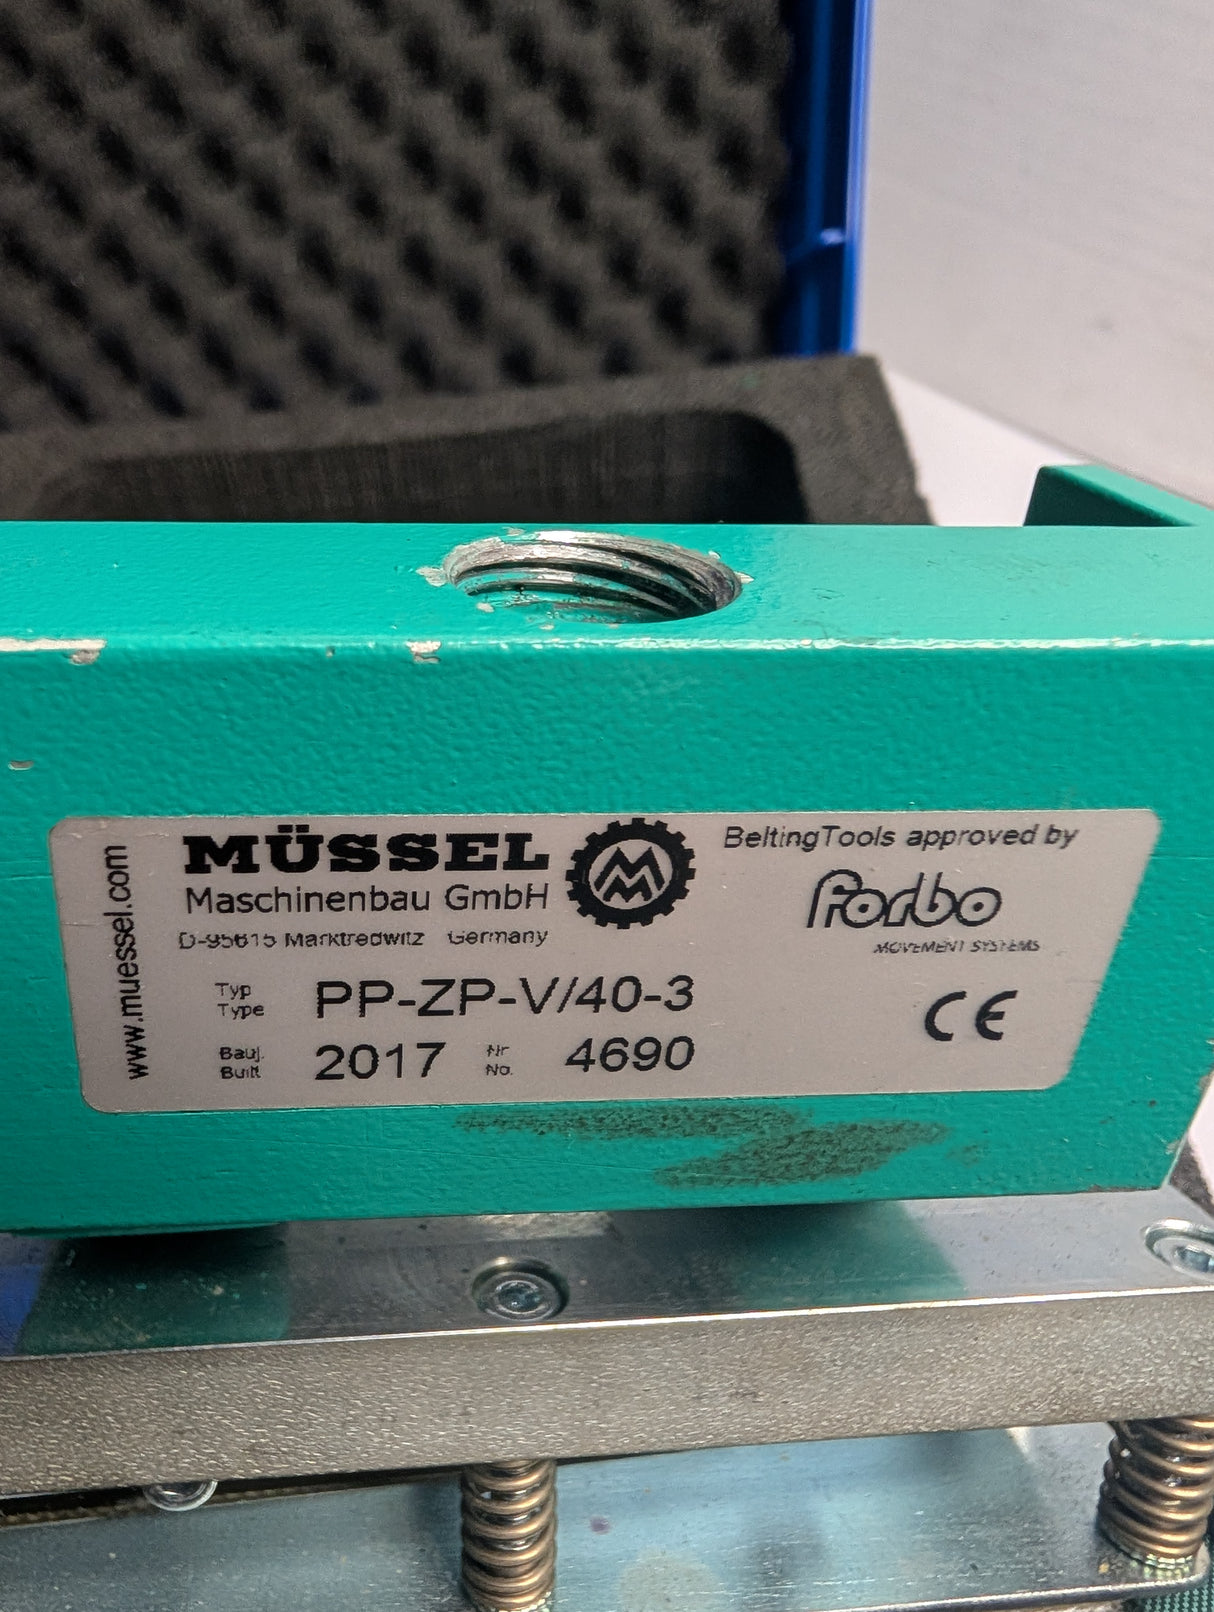 www.muessel.com
MÜSSEL
Maschinenbau GmbH
D-95615 Marktredwitz Germany
BeltingTools approved by
forbo
MOVEMENT SYSTEMS
Typ
Type PP-ZP-V/40-3
Bauj. Nr
Built 2017 No. 4690
CE